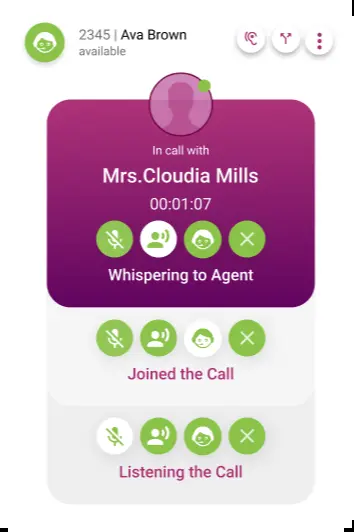 2345 | Ava Brown
available
In call with
Mrs.Cloudia Mills
00:01:07
Whispering to Agent
Joined the Call
Listening the Call